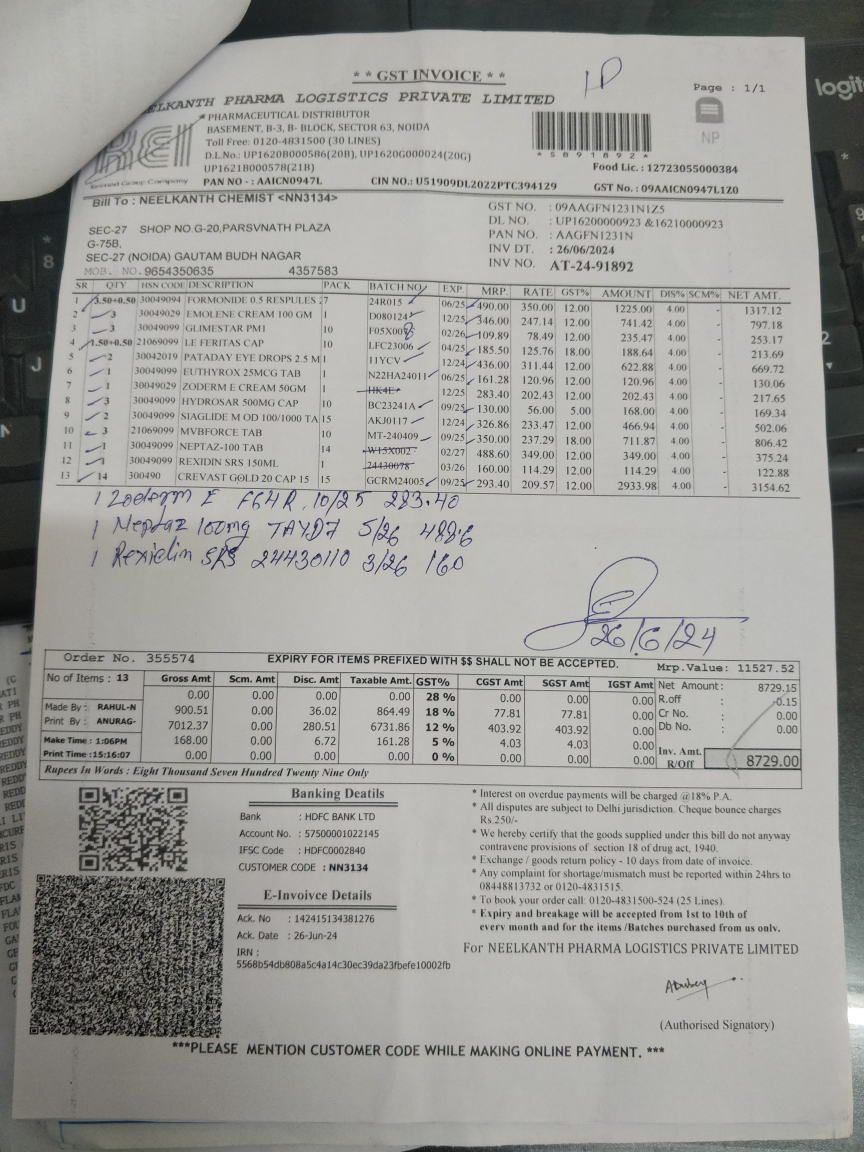 ** GST INVOICE **
Page : 1/1
NEELKANTH PHARMA LOGISTICS PRIVATE LIMITED
logit
PHARMACEUTICAL DISTRIBUTOR
BASEMENT, B-3, B- BLOCK, SECTOR 63, NOIDA
Toll Free: 0120-4831500 (30 LINES)
D.L.No.: UP1620B000586(20B), UP1620G000024(20G)
UP1621B000578(21B)
PAN NO - : AAICN0947L CIN NO.: U51909DL2022PTC394129
NP
*5891892*
Food Lic. : 12723055000384
GST No. : 09AAICN0947L1Z0
Bill To : NEELKANTH CHEMIST <NN3134>
SEC-27 SHOP NO.G-20,PARSVNATH PLAZA
G-75B,
SEC-27 (NOIDA) GAUTAM BUDH NAGAR
MOB. NO. 9654350635 4357583
GST NO. : 09AAGFN1231N1Z5
DL NO. : UP16200000923 &16210000923
PAN NO. : AAGFN1231N
INV DT. : 26/06/2024
INV NO. AT-24-91892
SR QTY HSN CODE DESCRIPTION PACK BATCH NO EXP. MRP. RATE GST% AMOUNT DIS% SCM% NET AMT.
1 3.50+0.50 30049094 FORMONIDE 0.5 RESPULES 7 24R015 06/25 490.00 350.00 12.00 1225.00 4.00 - 1317.12
2 3 30049029 EMOLENE CREAM 100 GM 1 D080124 12/25 346.00 247.14 12.00 741.42 4.00 - 797.18
3 3 30049099 GLIMESTAR PM1 10 F05X008 02/26 109.89 78.49 12.00 235.47 4.00 - 253.17
4 1.50+0.50 21069099 LE FERITAS CAP 10 LFC23006 04/25 185.50 125.76 18.00 188.64 4.00 - 213.69
5 2 30042019 PATADAY EYE DROPS 2.5 M 1 11YCV 12/24 436.00 311.44 12.00 622.88 4.00 - 669.72
6 1 30049099 EUTHYROX 25MCG TAB 1 N22HA24011 06/25 161.28 120.96 12.00 120.96 4.00 - 130.06
7 1 30049029 ZODERM E CREAM 50GM 1 HK4E 12/25 283.40 202.43 12.00 202.43 4.00 - 217.65
8 3 30049099 HYDROSAR 500MG CAP 10 BC23241A 09/25 130.00 56.00 5.00 168.00 4.00 - 169.34
9 2 30049099 SIAGLIDE M OD 100/1000 TA 15 AKJ0117 12/24 326.86 233.47 12.00 466.94 4.00 - 502.06
10 3 21069099 MVBFORCE TAB 10 MT-240409 09/25 350.00 237.29 18.00 711.87 4.00 - 806.42
11 1 30049099 NEPTAZ-100 TAB 14 W15X002 02/27 488.60 349.00 12.00 349.00 4.00 - 375.24
12 1 30049099 REXIDIN SRS 150ML 1 24430078 03/26 160.00 114.29 12.00 114.29 4.00 - 122.88
13 14 300490 CREVAST GOLD 20 CAP 15 15 GCRM24005 09/25 293.40 209.57 12.00 2933.98 4.00 - 3154.62
1 Zoderm E F64R 10/25 283.40
1 Neptaz 100mg TAYD7 5/26 488.6
1 Rexidin SRS 24430110 3/26 160
26/6/24
Order No. 355574 EXPIRY FOR ITEMS PREFIXED WITH $$ SHALL NOT BE ACCEPTED. Mrp.Value: 11527.52
No of Items : 13 Gross Amt Scm. Amt Disc. Amt Taxable Amt. GST% CGST Amt SGST Amt IGST Amt Net Amount: 8729.15
0.00 0.00 0.00 0.00 28 % 0.00 0.00 0.00 R.off : -0.15
Made By : RAHUL-N 900.51 0.00 36.02 864.49 18 % 77.81 77.81 0.00 Cr No. : 0.00
Print By : ANURAG- 7012.37 0.00 280.51 6731.86 12 % 403.92 403.92 0.00 Db No. : 0.00
Make Time : 1:06PM 168.00 0.00 6.72 161.28 5 % 4.03 4.03 0.00 Inv. Amt.
Print Time :15:16:07 0.00 0.00 0.00 0.00 0 % 0.00 0.00 0.00 R/Off 8729.00
Rupees In Words : Eight Thousand Seven Hundred Twenty Nine Only
Banking Deatils
Bank : HDFC BANK LTD
Account No. : 57500001022145
IFSC Code : HDFC0002840
CUSTOMER CODE : NN3134
E-Invoivce Details
Ack. No : 142415134381276
Ack. Date : 26-Jun-24
IRN :
5568b54db808a5c4a14c30ec39da23fbefe10002fb
* Interest on overdue payments will be charged @18% P.A.
* All disputes are subject to Delhi jurisdiction. Cheque bounce charges
Rs.250/-
* We hereby certify that the goods supplied under this bill do not anyway
contravene provisions of section 18 of drug act, 1940.
* Exchange / goods return policy - 10 days from date of invoice.
* Any complaint for shortage/mismatch must be reported within 24hrs to
08448813732 or 0120-4831515.
* To book your order call: 0120-4831500-524 (25 Lines).
* Expiry and breakage will be accepted from 1st to 10th of
every month and for the items /Batches purchased from us only.
For NEELKANTH PHARMA LOGISTICS PRIVATE LIMITED
(Authorised Signatory)
***PLEASE MENTION CUSTOMER CODE WHILE MAKING ONLINE PAYMENT. ***